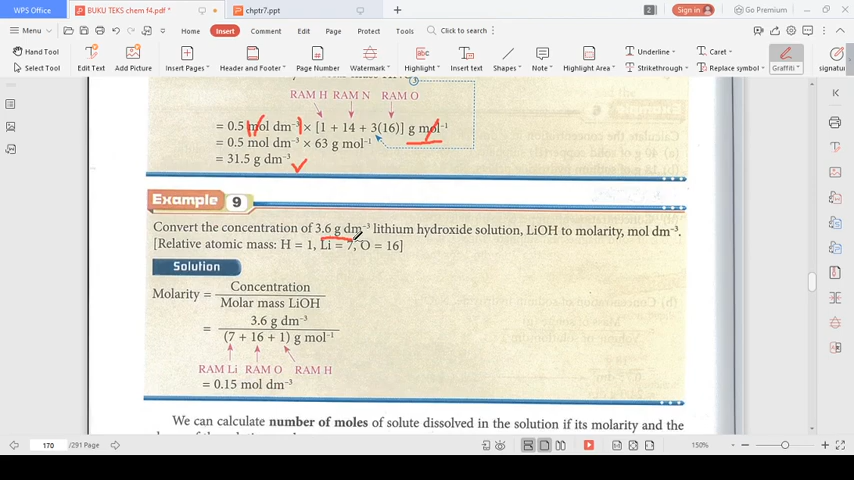 WPS Office
BUKU TEKS chem f4.pdf *
chptr7.ppt
2
Sign in
Go Premium
Menu
Home
Insert
Edit
Page
Protect
Tools
Click to search
Hand Tool
Select Tool
Edit Text
Add Picture
Insert Pages
Header and Footer
Page Number
Watermark
Highlight
Insert Text
Shapes
Note
Highlight Area
Underline
Strikethrough
Caret
Replace symbol
Graffiti
signatur
3
RAM H RAM N RAM O
= 0.5 mol dm⁻³ × [1 + 14 + 3(16)] g mol⁻¹
= 0.5 mol dm⁻³ × 63 g mol⁻¹
= 31.5 g dm⁻³
Example 9
Convert the concentration of 3.6 g dm⁻³ lithium hydroxide solution, LiOH to molarity, mol dm⁻³.
[Relative atomic mass: H = 1, Li = 7, O = 16]
Solution
Molarity = Concentration
Molar mass LiOH
= 3.6 g dm⁻³
(7 + 16 + 1) g mol⁻¹
RAM Li RAM O RAM H
= 0.15 mol dm⁻³
We can calculate number of moles of solute dissolved in the solution if its molarity and the
170 /291 Page
150%